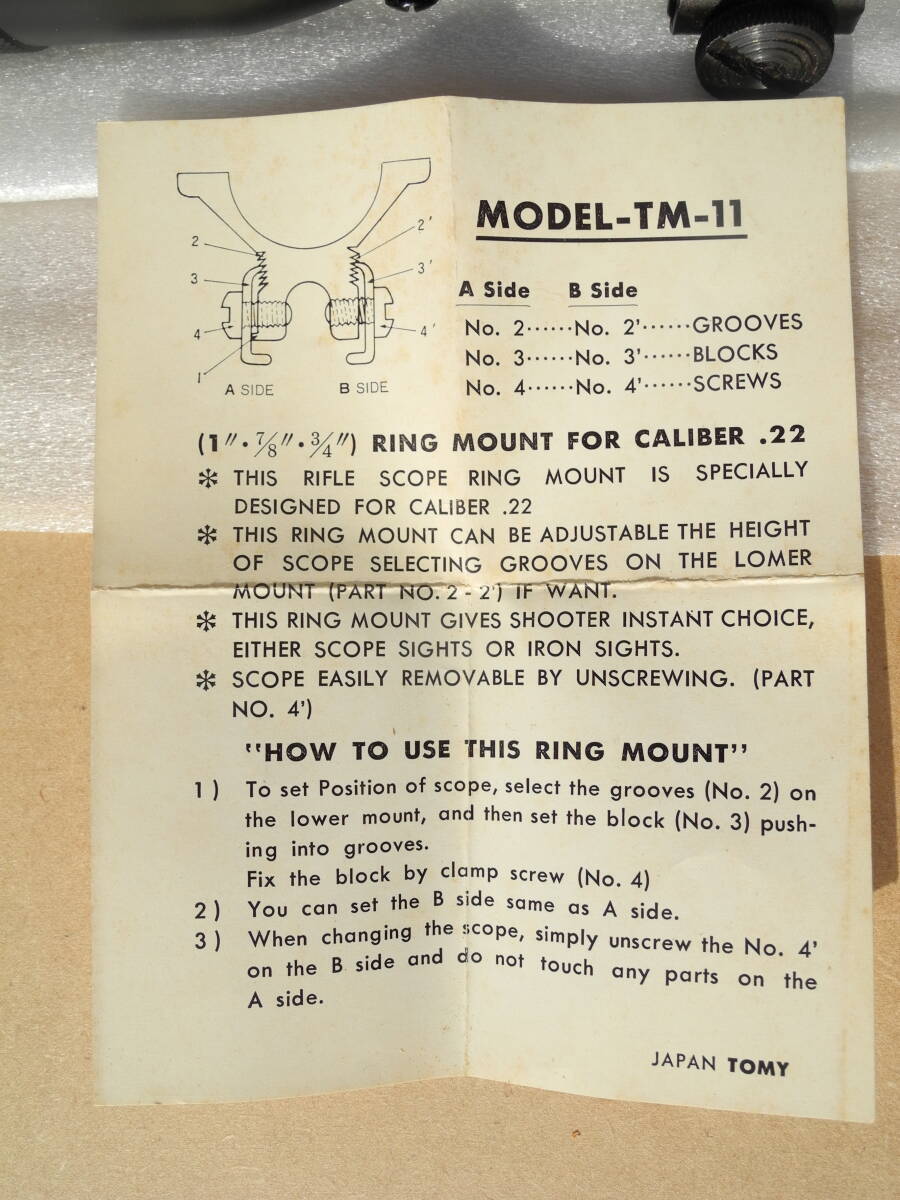 MODEL-TM-11
2
2'
3
3'
4
4'
1
A SIDE
B SIDE
A Side B Side
No. 2······No. 2'······GROOVES
No. 3······No. 3'······BLOCKS
No. 4······No. 4'······SCREWS
(1″·7/8″·3/4″) RING MOUNT FOR CALIBER .22
✻ THIS RIFLE SCOPE RING MOUNT IS SPECIALLY
DESIGNED FOR CALIBER .22
✻ THIS RING MOUNT CAN BE ADJUSTABLE THE HEIGHT
OF SCOPE SELECTING GROOVES ON THE LOMER
MOUNT (PART NO. 2 - 2') IF WANT.
✻ THIS RING MOUNT GIVES SHOOTER INSTANT CHOICE,
EITHER SCOPE SIGHTS OR IRON SIGHTS.
✻ SCOPE EASILY REMOVABLE BY UNSCREWING. (PART
NO. 4')
"HOW TO USE THIS RING MOUNT"
1) To set Position of scope, select the grooves (No. 2) on
the lower mount, and then set the block (No. 3) push-
ing into grooves.
Fix the block by clamp screw (No. 4)
2) You can set the B side same as A side.
3) When changing the scope, simply unscrew the No. 4'
on the B side and do not touch any parts on the
A side.
JAPAN TOMY